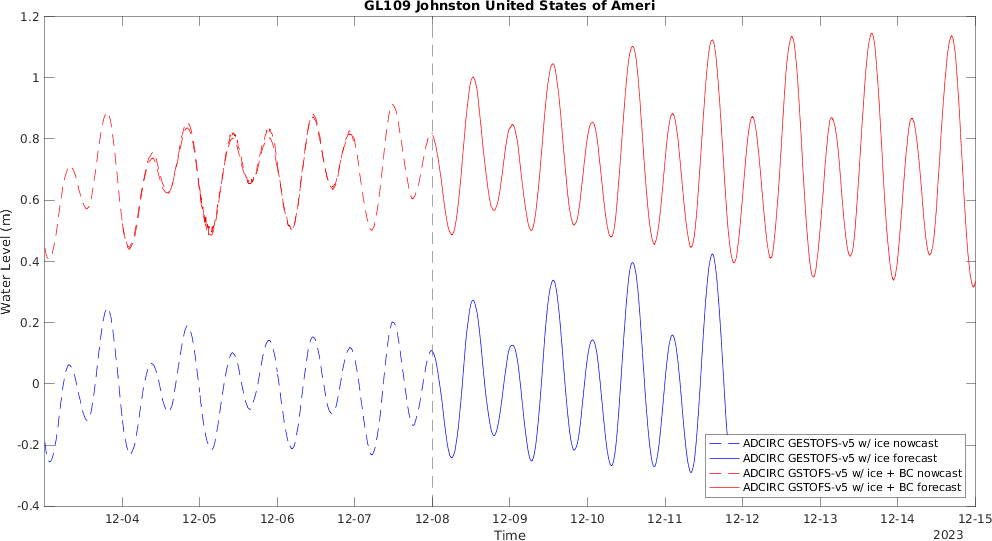 GL109 Johnston United States of Ameri
1.2
1
0.8
0.6
0.4
0.2
0
-0.2
-0.4
Water Level (m)
ADCIRC GESTOFS-v5 w/ ice nowcast
ADCIRC GESTOFS-v5 w/ ice forecast
ADCIRC GSTOFS-v5 w/ ice + BC nowcast
ADCIRC GSTOFS-v5 w/ ice + BC forecast
12-04 12-05 12-06 12-07 12-08 12-09 12-10 12-11 12-12 12-13 12-14 12-15
Time
2023